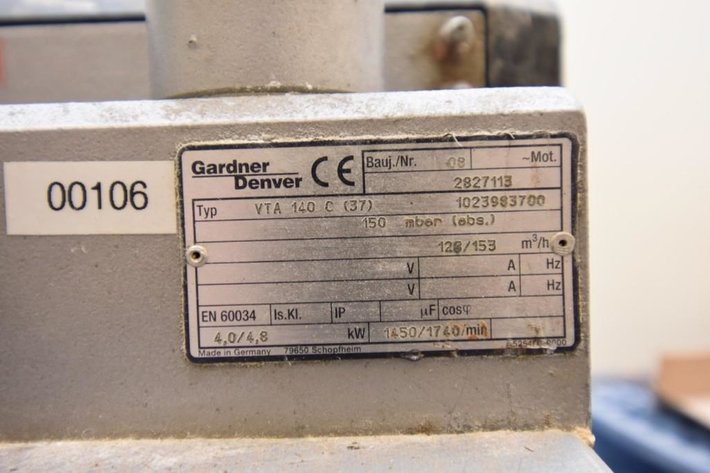 00106
Gardner
Denver CE
Bauj./Nr. 08 ~Mot.
2827113
Typ VTA 140 C (37) 1023983700
150 mbar (abs.)
128/153 m³/h
V A Hz
V A Hz
EN 60034 Is.Kl. IP µF cosφ
4,0/4,8 kW 1450/1740/min
Made in Germany 79650 Schopfheim